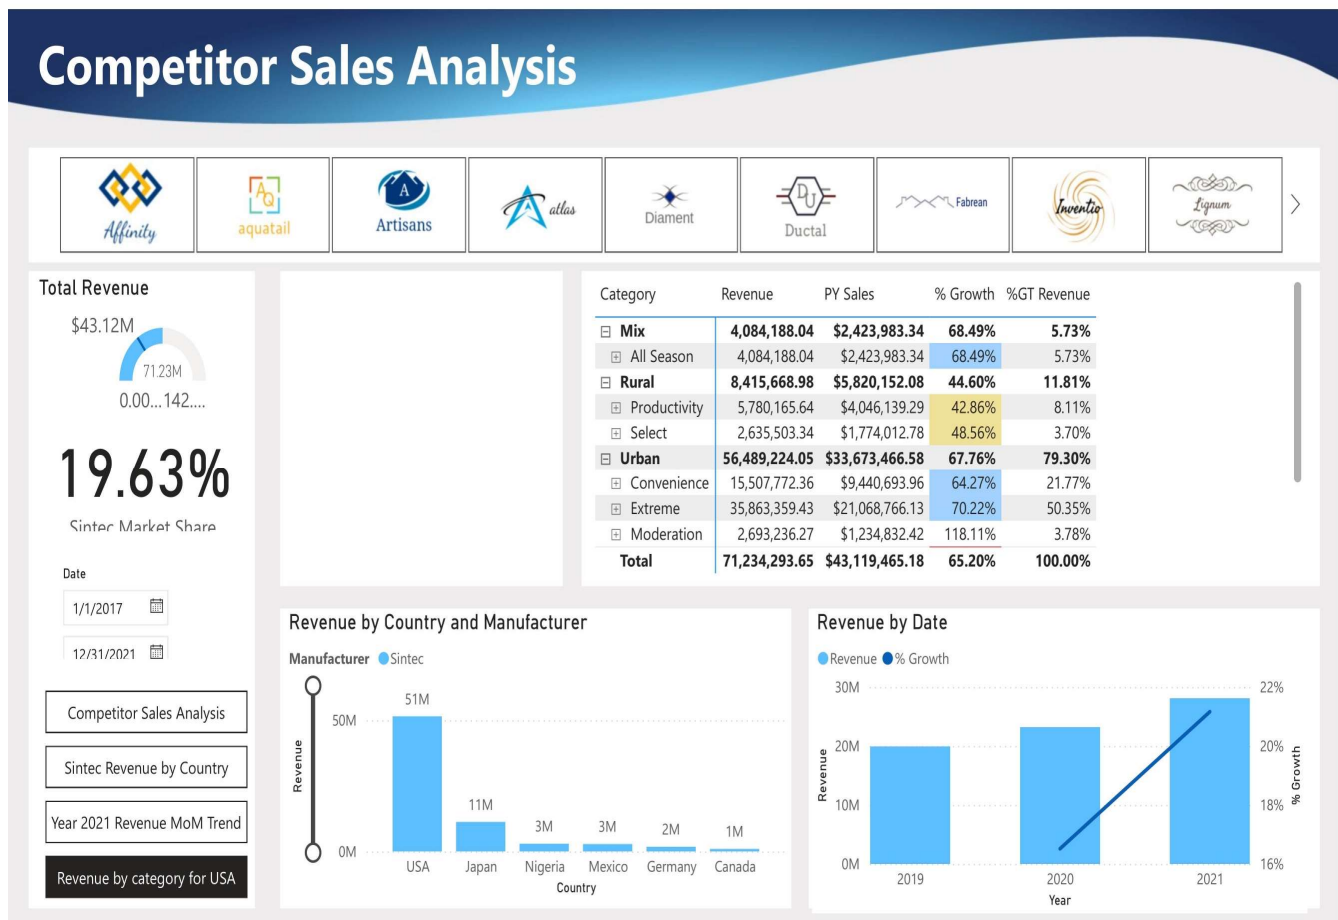 Competitor Sales Analysis
Affinity
AQ
aquatail
A
Artisans
atlas
Diament
DU
Ductal
Fabrean
Inventio
Lignum
Total Revenue
$43.12M
71.23M
0.00...142....
19.63%
Sintec Market Share
Date
1/1/2017
12/31/2021
Competitor Sales Analysis
Sintec Revenue by Country
Year 2021 Revenue MoM Trend
Revenue by category for USA
Category Revenue PY Sales % Growth %GT Revenue
Mix 4,084,188.04 $2,423,983.34 68.49% 5.73%
All Season 4,084,188.04 $2,423,983.34 68.49% 5.73%
Rural 8,415,668.98 $5,820,152.08 44.60% 11.81%
Productivity 5,780,165.64 $4,046,139.29 42.86% 8.11%
Select 2,635,503.34 $1,774,012.78 48.56% 3.70%
Urban 56,489,224.05 $33,673,466.58 67.76% 79.30%
Convenience 15,507,772.36 $9,440,693.96 64.27% 21.77%
Extreme 35,863,359.43 $21,068,766.13 70.22% 50.35%
Moderation 2,693,236.27 $1,234,832.42 118.11% 3.78%
Total 71,234,293.65 $43,119,465.18 65.20% 100.00%
Revenue by Country and Manufacturer
Manufacturer Sintec
Revenue
50M
0M
51M
11M
3M
3M
2M
1M
USA Japan Nigeria Mexico Germany Canada
Country
Revenue by Date
Revenue % Growth
Revenue
30M
20M
10M
0M
22%
20%
18%
16%
% Growth
2019 2020 2021
Year